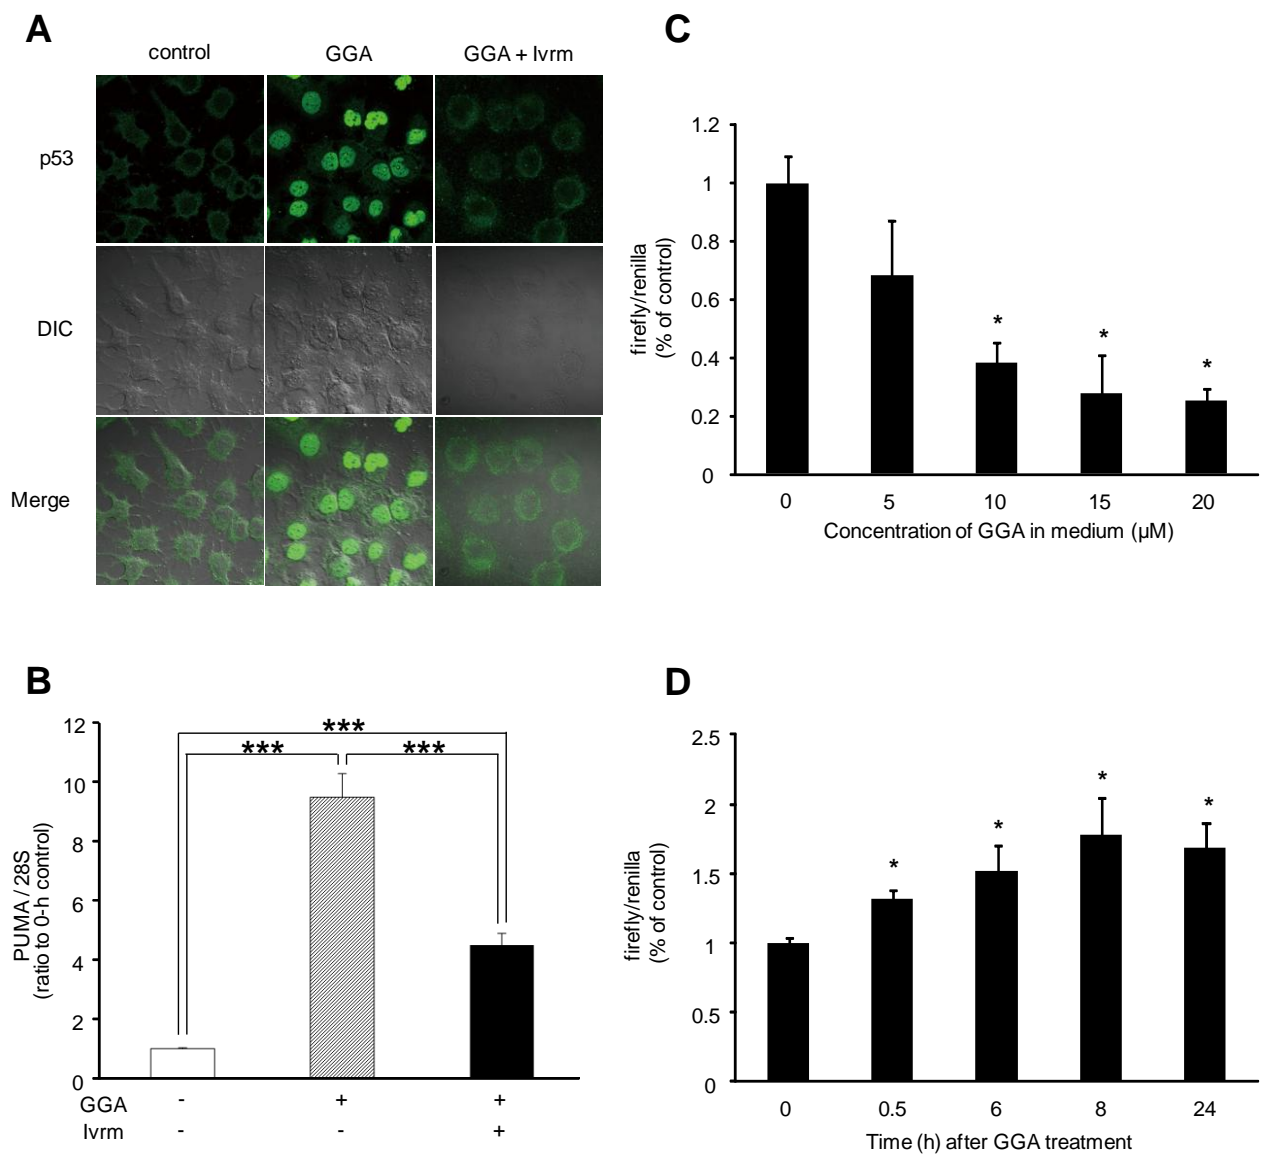 A
control
GGA
GGA + Ivrm
p53
DIC
Merge
B
PUMA / 28S
(ratio to 0-h control)
12
10
8
6
4
2
0
***
***
***
GGA - + +
Ivrm - - +
C
firefly/renilla
(% of control)
1.2
1
0.8
0.6
0.4
0.2
0
*
*
*
0 5 10 15 20
Concentration of GGA in medium (µM)
D
firefly/renilla
(% of control)
2.5
2
1.5
1
0.5
0
*
*
*
*
0 0.5 6 8 24
Time (h) after GGA treatment